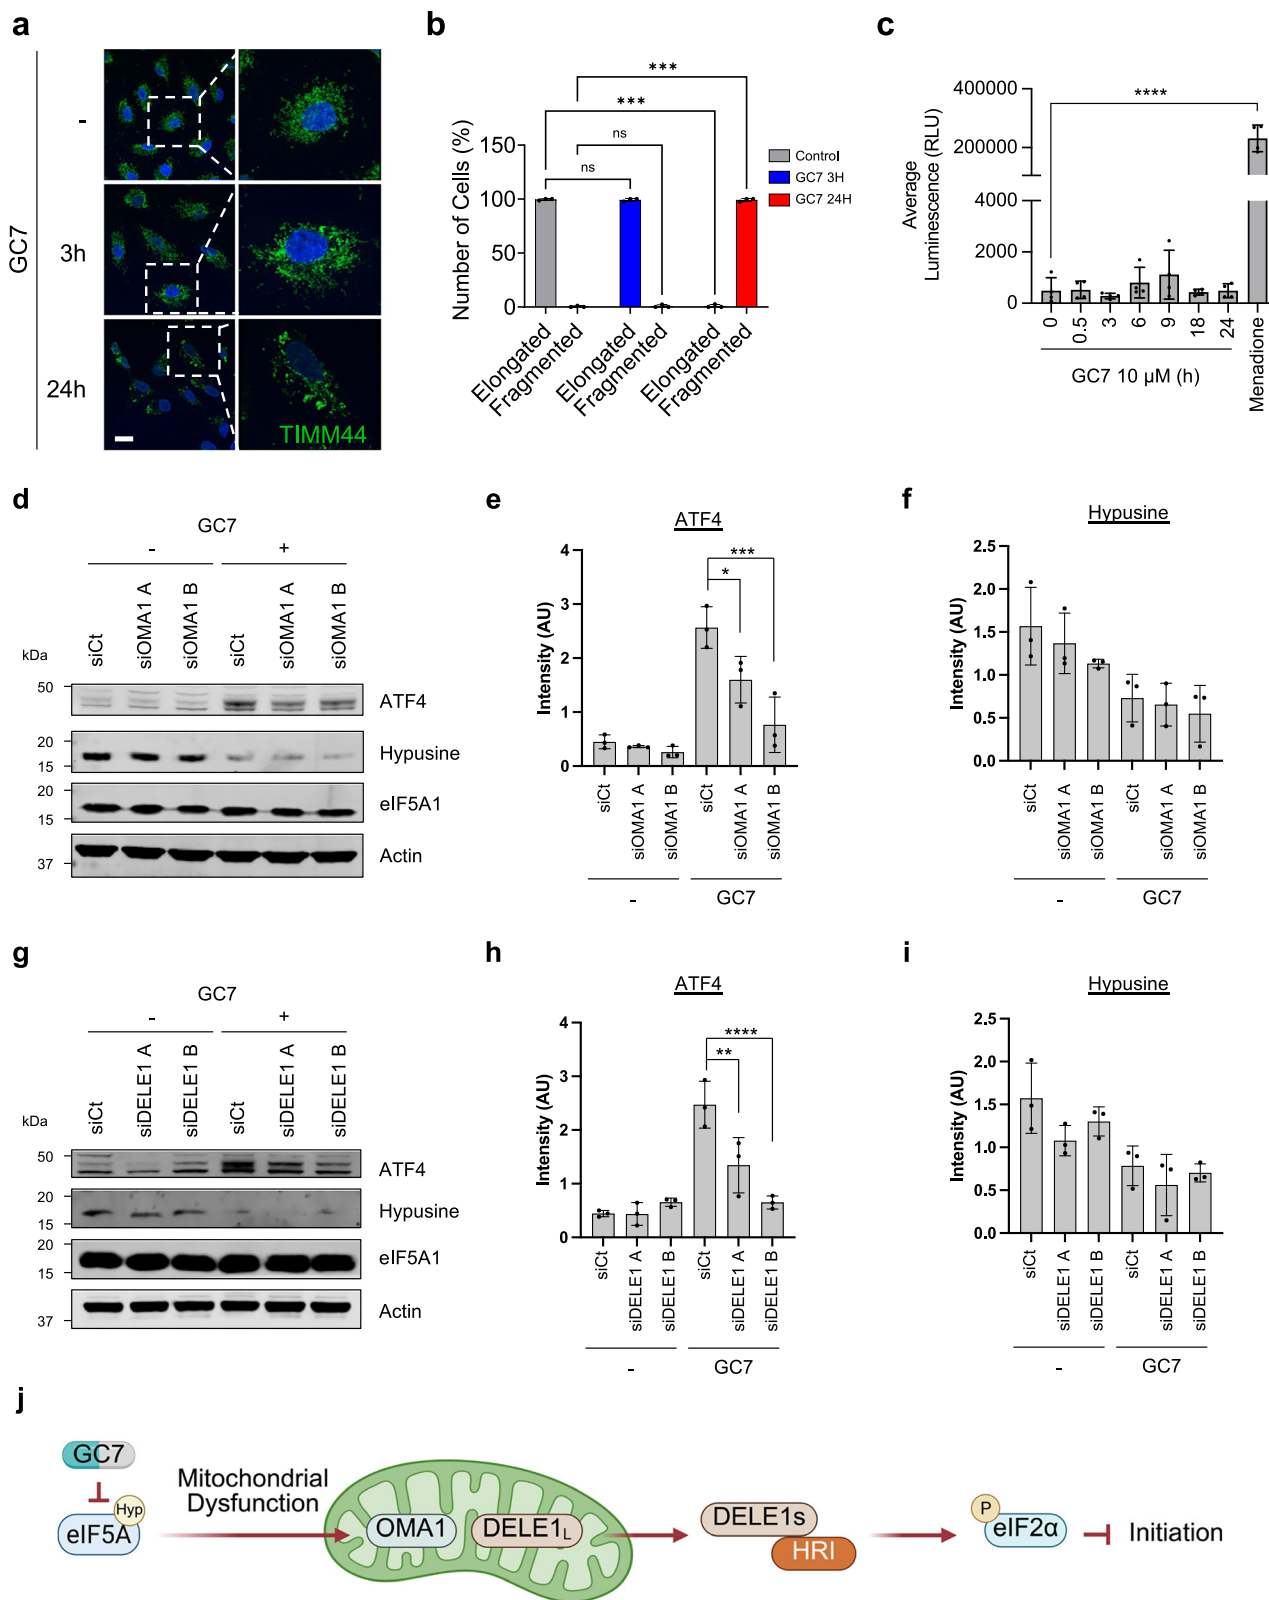 a
GC7
-
3h
24h
TIMM44
b
Number of Cells (%)
150
100
50
0
***
***
ns
ns
Elongated
Fragmented
Elongated
Fragmented
Elongated
Fragmented
Control
GC7 3H
GC7 24H
c
Average
Luminescence (RLU)
400000
200000
4000
2000
0
****
0
0.5
3
6
9
18
24
Menadione
GC7 10 µM (h)
d
GC7
- +
siCt
siOMA1 A
siOMA1 B
siCt
siOMA1 A
siOMA1 B
kDa
50
ATF4
20
15
Hypusine
20
15
eIF5A1
37
Actin
e
ATF4
Intensity (AU)
4
3
2
1
0
***
*
siCt
siOMA1 A
siOMA1 B
siCt
siOMA1 A
siOMA1 B
- GC7
f
Hypusine
Intensity (AU)
2.5
2.0
1.5
1.0
0.5
0.0
siCt
siOMA1 A
siOMA1 B
siCt
siOMA1 A
siOMA1 B
- GC7
g
GC7
- +
siCt
siDELE1 A
siDELE1 B
siCt
siDELE1 A
siDELE1 B
kDa
50
ATF4
20
15
Hypusine
20
15
eIF5A1
37
Actin
h
ATF4
Intensity (AU)
4
3
2
1
0
****
**
siCt
siDELE1 A
siDELE1 B
siCt
siDELE1 A
siDELE1 B
- GC7
i
Hypusine
Intensity (AU)
2.5
2.0
1.5
1.0
0.5
0.0
siCt
siDELE1 A
siDELE1 B
siCt
siDELE1 A
siDELE1 B
- GC7
j
GC7
Hyp
eIF5A
Mitochondrial
Dysfunction
OMA1
DELE1L
DELE1s
HRI
P
eIF2α
Initiation